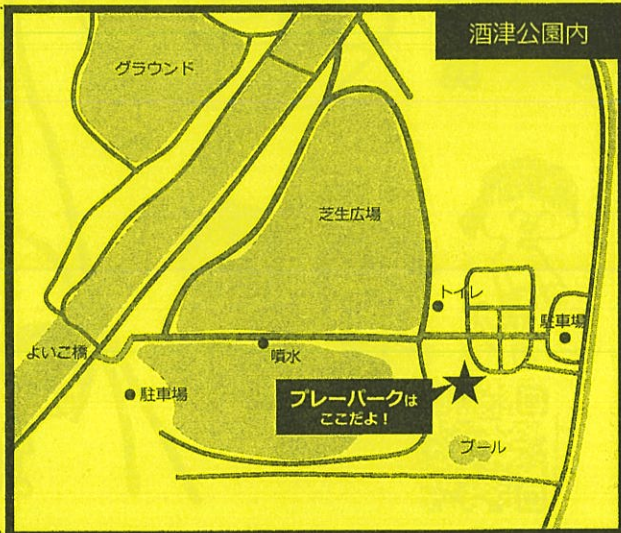 酒津公園内
グラウンド
芝生広場
トイレ
駐車場
よいこ橋
噴水
駐車場
プレーパークは
ここだよ！
プール